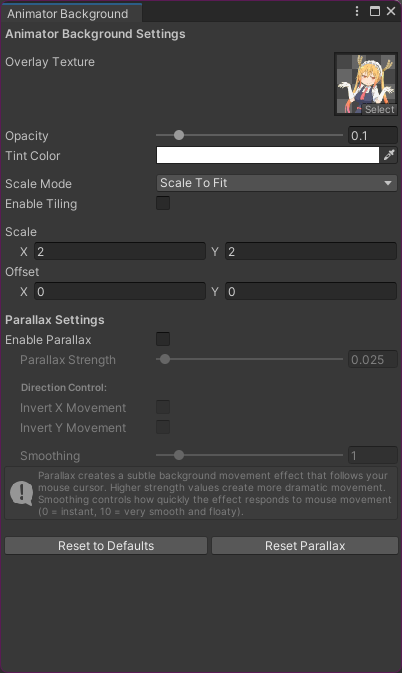 Animator Background
Animator Background Settings
Overlay Texture
Select
Opacity 0.1
Tint Color
Scale Mode Scale To Fit
Enable Tiling
Scale
X 2 Y 2
Offset
X 0 Y 0
Parallax Settings
Enable Parallax
Parallax Strength 0.025
Direction Control:
Invert X Movement
Invert Y Movement
Smoothing 1
Parallax creates a subtle background movement effect that follows your
mouse cursor. Higher strength values create more dramatic movement.
Smoothing controls how quickly the effect responds to mouse movement
(0 = instant, 10 = very smooth and floaty).
Reset to Defaults Reset Parallax